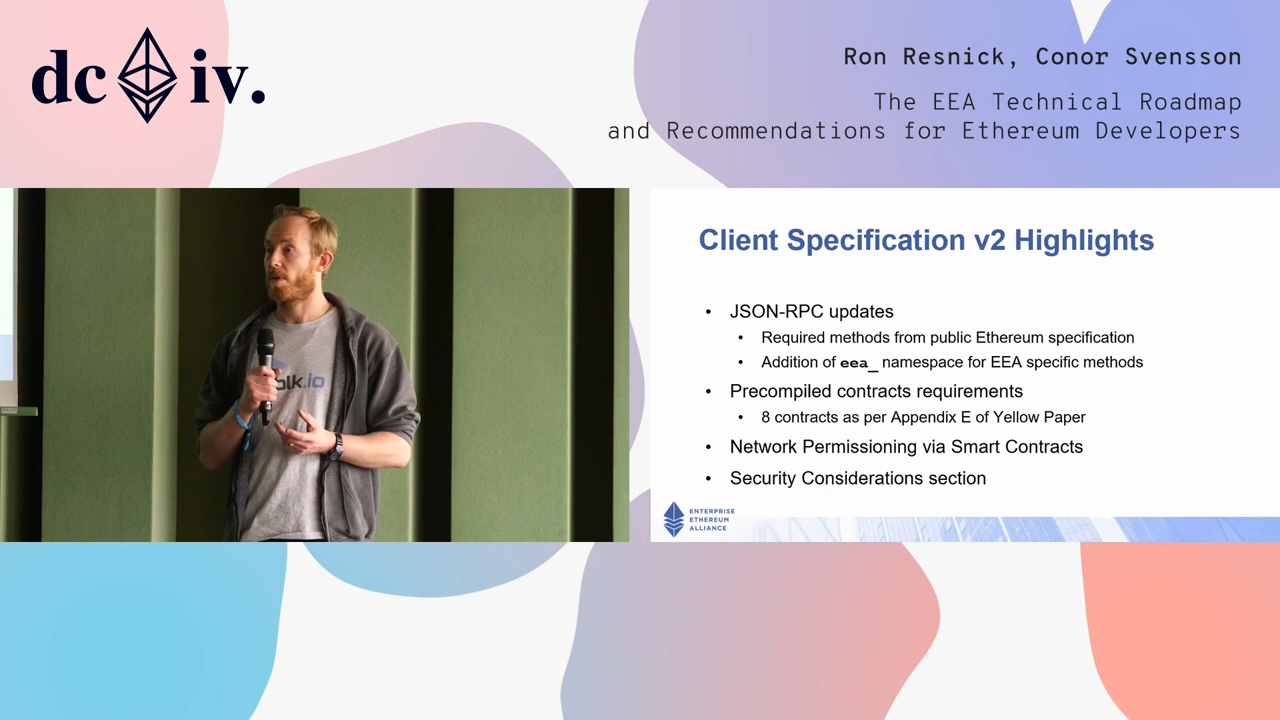 dc iv.
Ron Resnick, Conor Svensson
The EEA Technical Roadmap
and Recommendations for Ethereum Developers
blk.io
Client Specification v2 Highlights
• JSON-RPC updates
• Required methods from public Ethereum specification
• Addition of eea_ namespace for EEA specific methods
• Precompiled contracts requirements
• 8 contracts as per Appendix E of Yellow Paper
• Network Permissioning via Smart Contracts
• Security Considerations section
ENTERPRISE
ETHEREUM
ALLIANCE